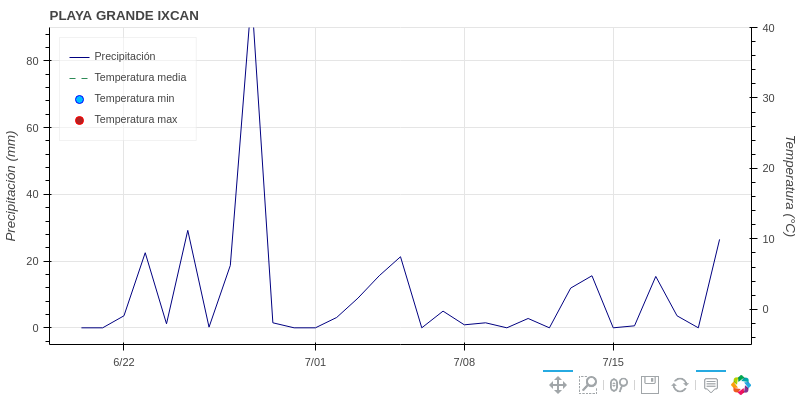 PLAYA GRANDE IXCAN
Precipitación
Temperatura media
Temperatura min
Temperatura max
Precipitación (mm)
80
60
40
20
0
Temperatura (°C)
40
30
20
10
0
6/22
7/01
7/08
7/15